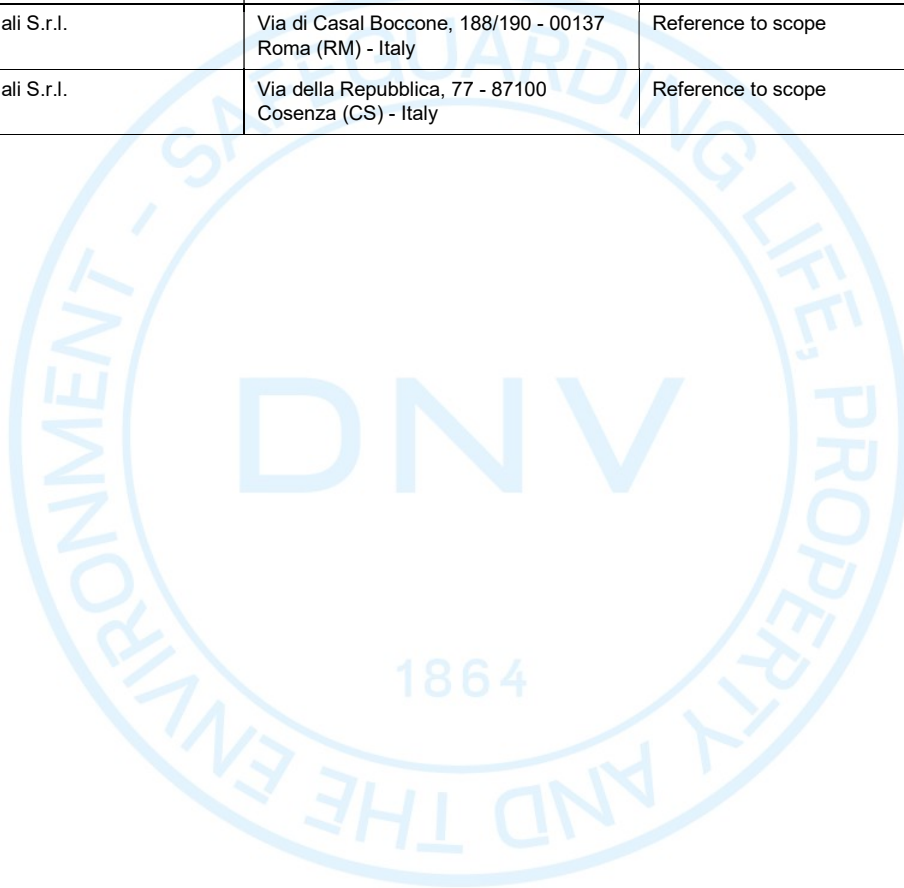 ali S.r.l.
Via di Casal Boccone, 188/190 - 00137
Roma (RM) - Italy
Reference to scope
ali S.r.l.
Via della Repubblica, 77 - 87100
Cosenza (CS) - Italy
Reference to scope
SAFEGUARDING LIFE, PROPERTY AND THE ENVIRONMENT -
DNV
1864